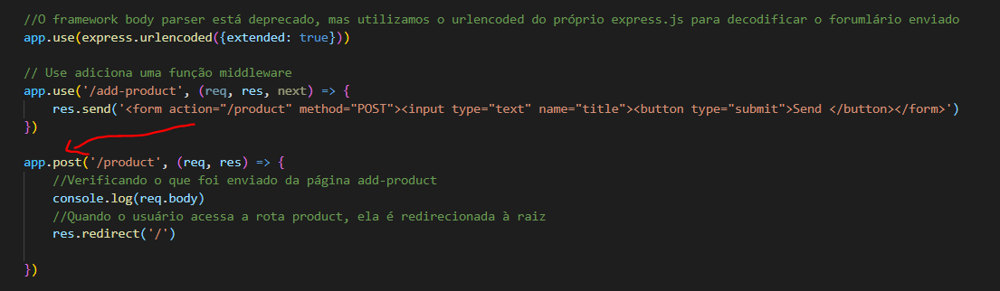 //O framework body parser está deprecado, mas utilizamos o urlencoded do próprio express.js para decodificar o forumlário enviado
app.use(express.urlencoded({extended: true}))
// Use adiciona uma função middleware
app.use('/add-product', (req, res, next) => {
res.send('<form action="/product" method="POST"><input type="text" name="title"><button type="submit">Send </button></form>')
})
app.post('/product', (req, res) => {
//Verificando o que foi enviado da página add-product
console.log(req.body)
//Quando o usuário acessa a rota product, ela é redirecionada à raiz
res.redirect('/')
})